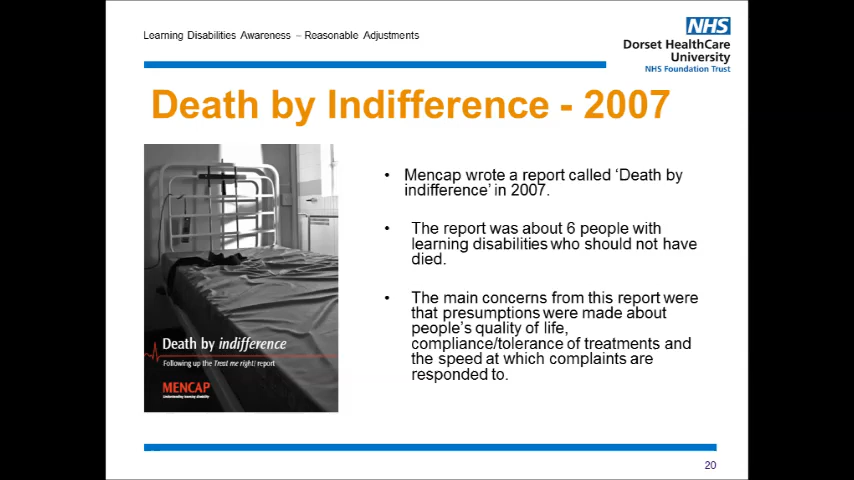 Learning Disabilities Awareness – Reasonable Adjustments
NHS
Dorset HealthCare
University
NHS Foundation Trust
Death by Indifference - 2007
• Mencap wrote a report called ‘Death by
indifference’ in 2007.
• The report was about 6 people with
learning disabilities who should not have
died.
• The main concerns from this report were
that presumptions were made about
people’s quality of life,
compliance/tolerance of treatments and
the speed at which complaints are
responded to.
Death by indifference
Following up the Treat me right! report
MENCAP
Understanding learning disability
20